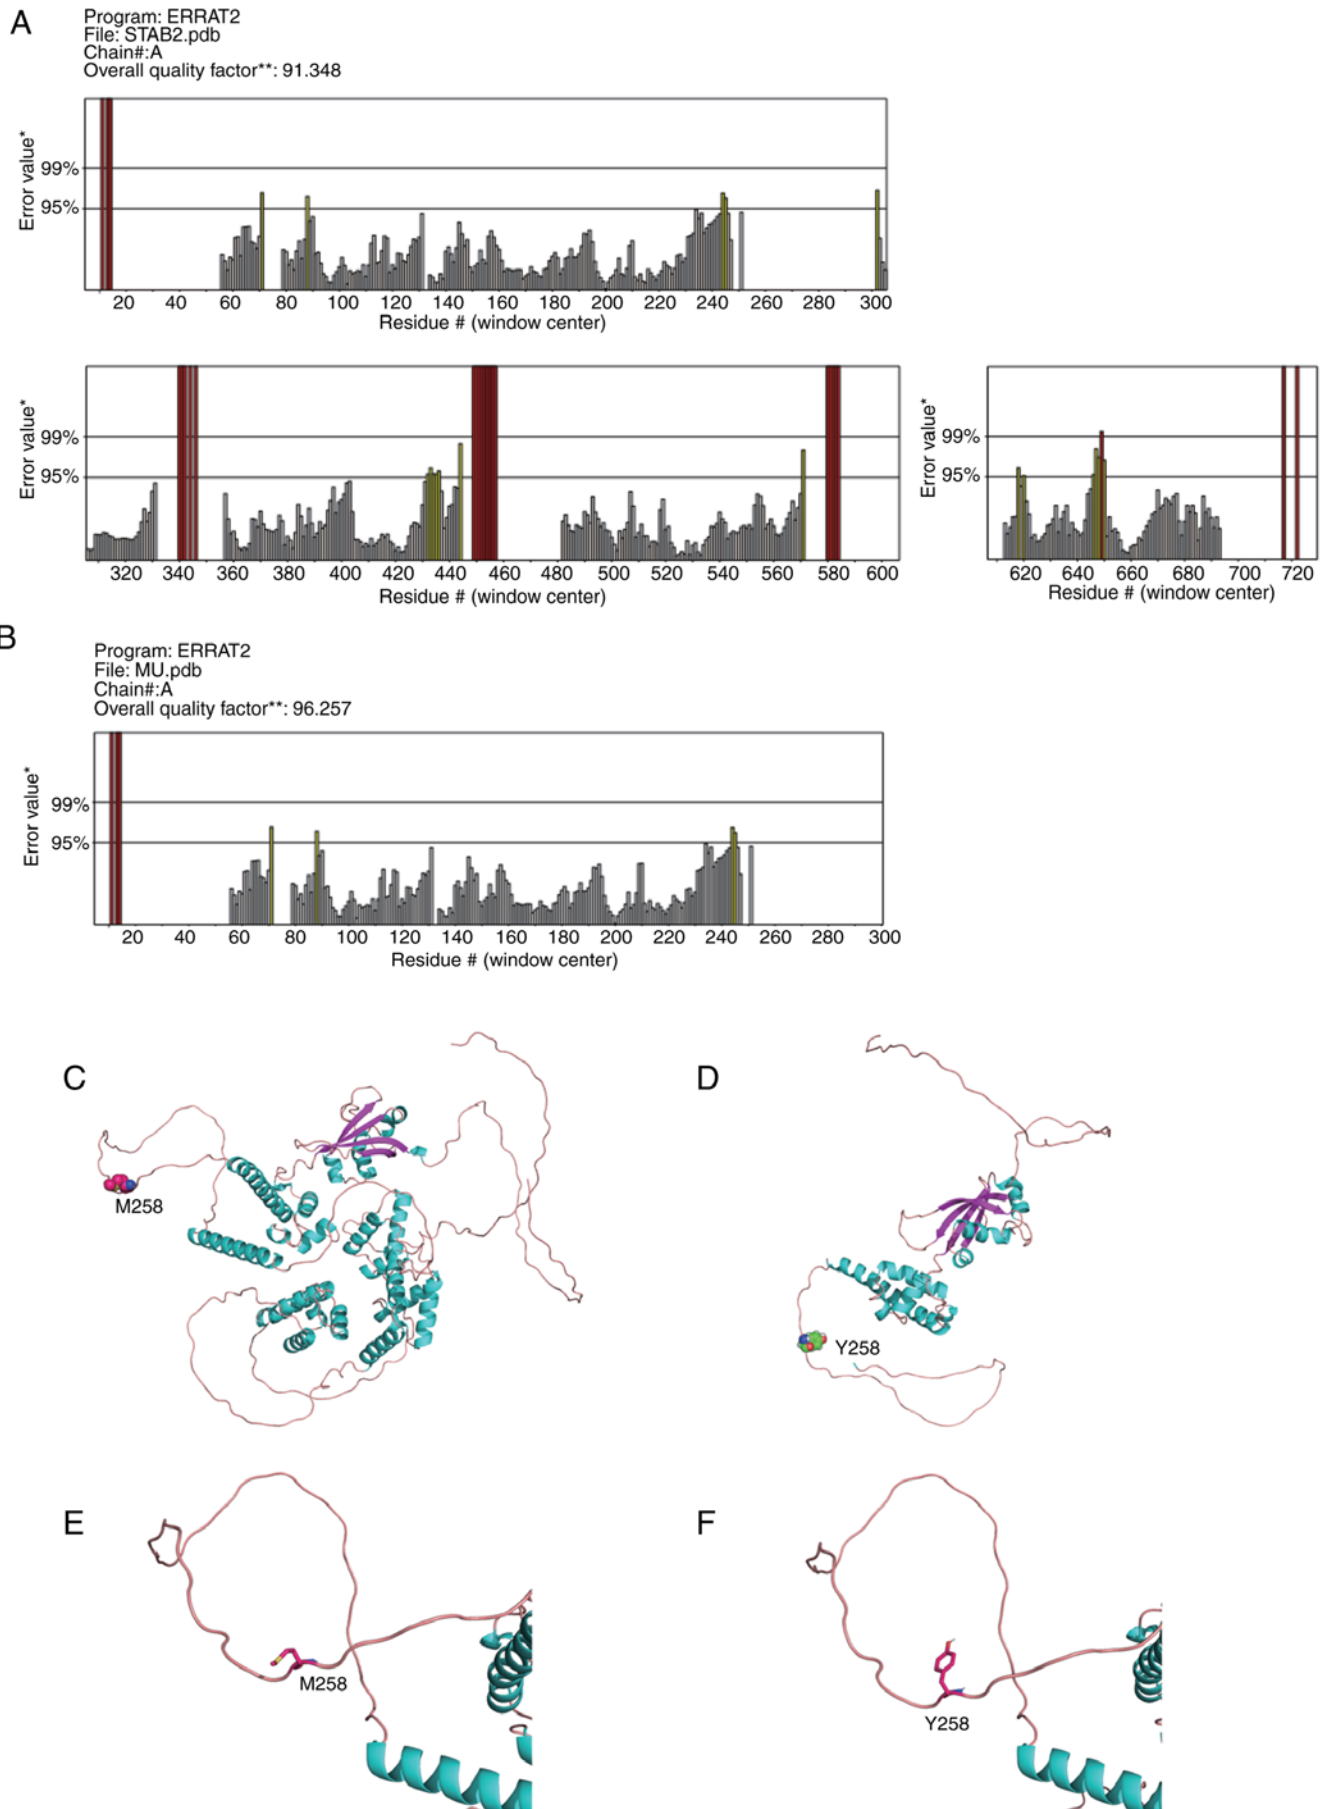 A
Program: ERRAT2
File: STAB2.pdb
Chain#:A
Overall quality factor**: 91.348
Error value*
99%
95%
20 40 60 80 100 120 140 160 180 200 220 240 260 280 300
Residue # (window center)
Error value*
99%
95%
320 340 360 380 400 420 440 460 480 500 520 540 560 580 600
Residue # (window center)
Error value*
99%
95%
620 640 660 680 700 720
Residue # (window center)
B
Program: ERRAT2
File: MU.pdb
Chain#:A
Overall quality factor**: 96.257
Error value*
99%
95%
20 40 60 80 100 120 140 160 180 200 220 240 260 280 300
Residue # (window center)
C
M258
D
Y258
E
M258
F
Y258